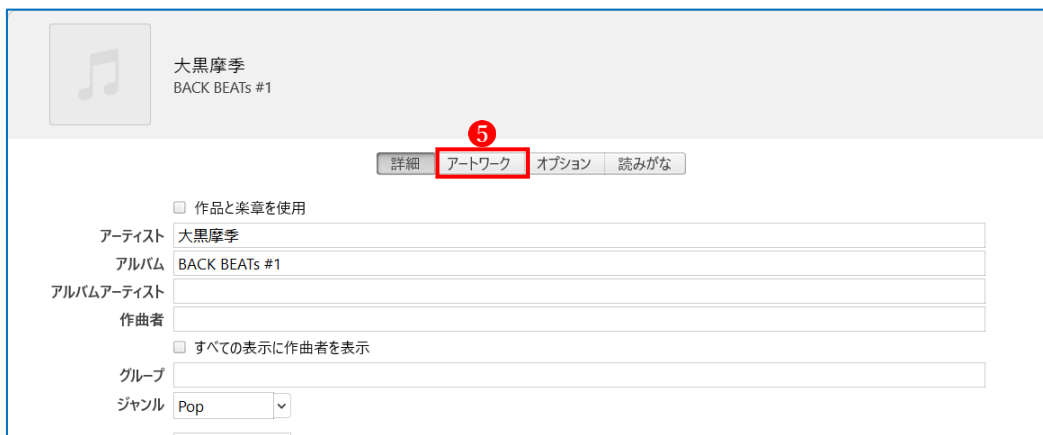 大黒摩季
BACK BEATs #1
5
詳細 アートワーク オプション 読みがな
作品と楽章を使用
アーティスト 大黒摩季
アルバム BACK BEATs #1
アルバムアーティスト
作曲者
すべての表示に作曲者を表示
グループ
ジャンル Pop